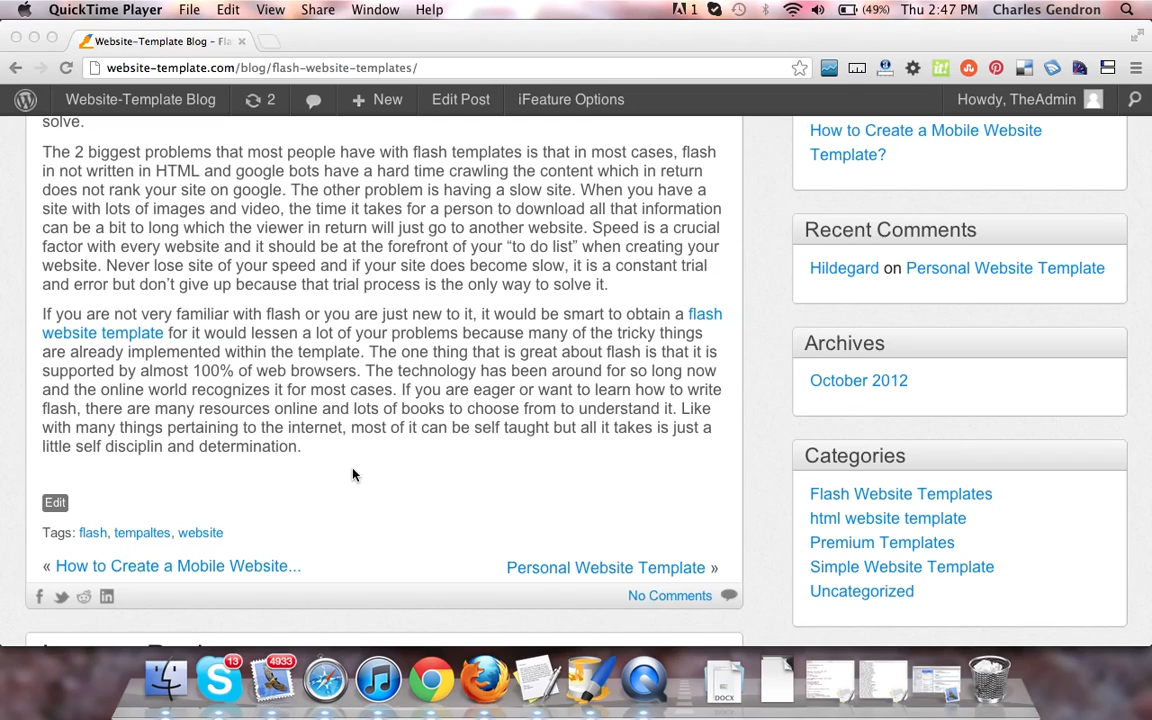 QuickTime Player File Edit View Share Window Help 1 (49%) Thu 2:47 PM Charles Gendron
Website-Template Blog - Fla
website-template.com/blog/flash-website-templates/
Website-Template Blog 2 New Edit Post iFeature Options Howdy, TheAdmin
solve.
The 2 biggest problems that most people have with flash templates is that in most cases, flash
in not written in HTML and google bots have a hard time crawling the content which in return
does not rank your site on google. The other problem is having a slow site. When you have a
site with lots of images and video, the time it takes for a person to download all that information
can be a bit to long which the viewer in return will just go to another website. Speed is a crucial
factor with every website and it should be at the forefront of your “to do list” when creating your
website. Never lose site of your speed and if your site does become slow, it is a constant trial
and error but don’t give up because that trial process is the only way to solve it.
If you are not very familiar with flash or you are just new to it, it would be smart to obtain a flash
website template for it would lessen a lot of your problems because many of the tricky things
are already implemented within the template. The one thing that is great about flash is that it is
supported by almost 100% of web browsers. The technology has been around for so long now
and the online world recognizes it for most cases. If you are eager or want to learn how to write
flash, there are many resources online and lots of books to choose from to understand it. Like
with many things pertaining to the internet, most of it can be self taught but all it takes is just a
little self disciplin and determination.
Edit
Tags: flash, tempaltes, website
« How to Create a Mobile Website... Personal Website Template »
No Comments
How to Create a Mobile Website
Template?
Recent Comments
Hildegard on Personal Website Template
Archives
October 2012
Categories
Flash Website Templates
html website template
Premium Templates
Simple Website Template
Uncategorized
13
4933
DOCX